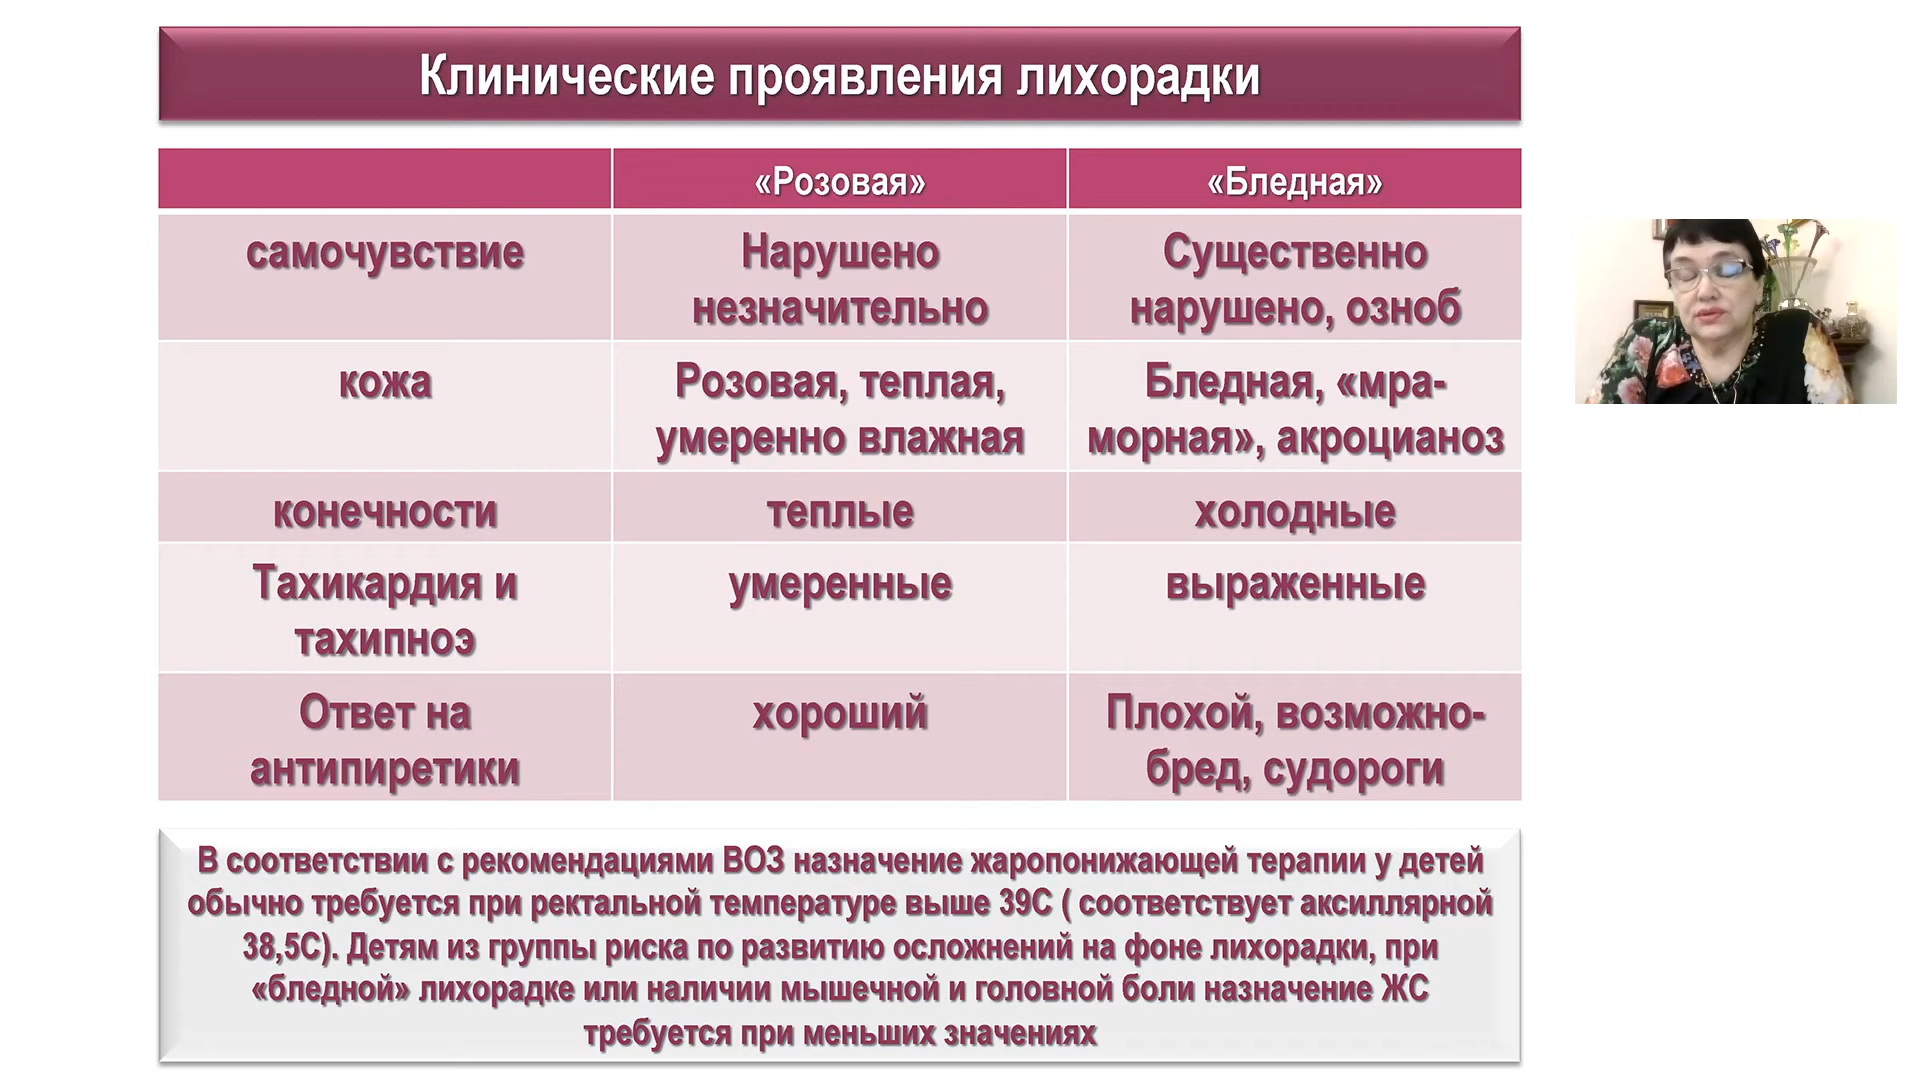 Клинические проявления лихорадки
«Розовая» «Бледная»
самочувствие
Нарушено
незначительно
Существенно
нарушено, озноб
кожа
Розовая, теплая,
умеренно влажная
Бледная, «мра-
морная», акроцианоз
конечности
теплые
холодные
Тахикардия и
тахипноэ
умеренные
выраженные
Ответ на
антипиретики
хороший
Плохой, возможно-
бред, судороги
В соответствии с рекомендациями ВОЗ назначение жаропонижающей терапии у детей
обычно требуется при ректальной температуре выше 39С ( соответствует аксиллярной
38,5С). Детям из группы риска по развитию осложнений на фоне лихорадки, при
«бледной» лихорадке или наличии мышечной и головной боли назначение ЖС
требуется при меньших значениях